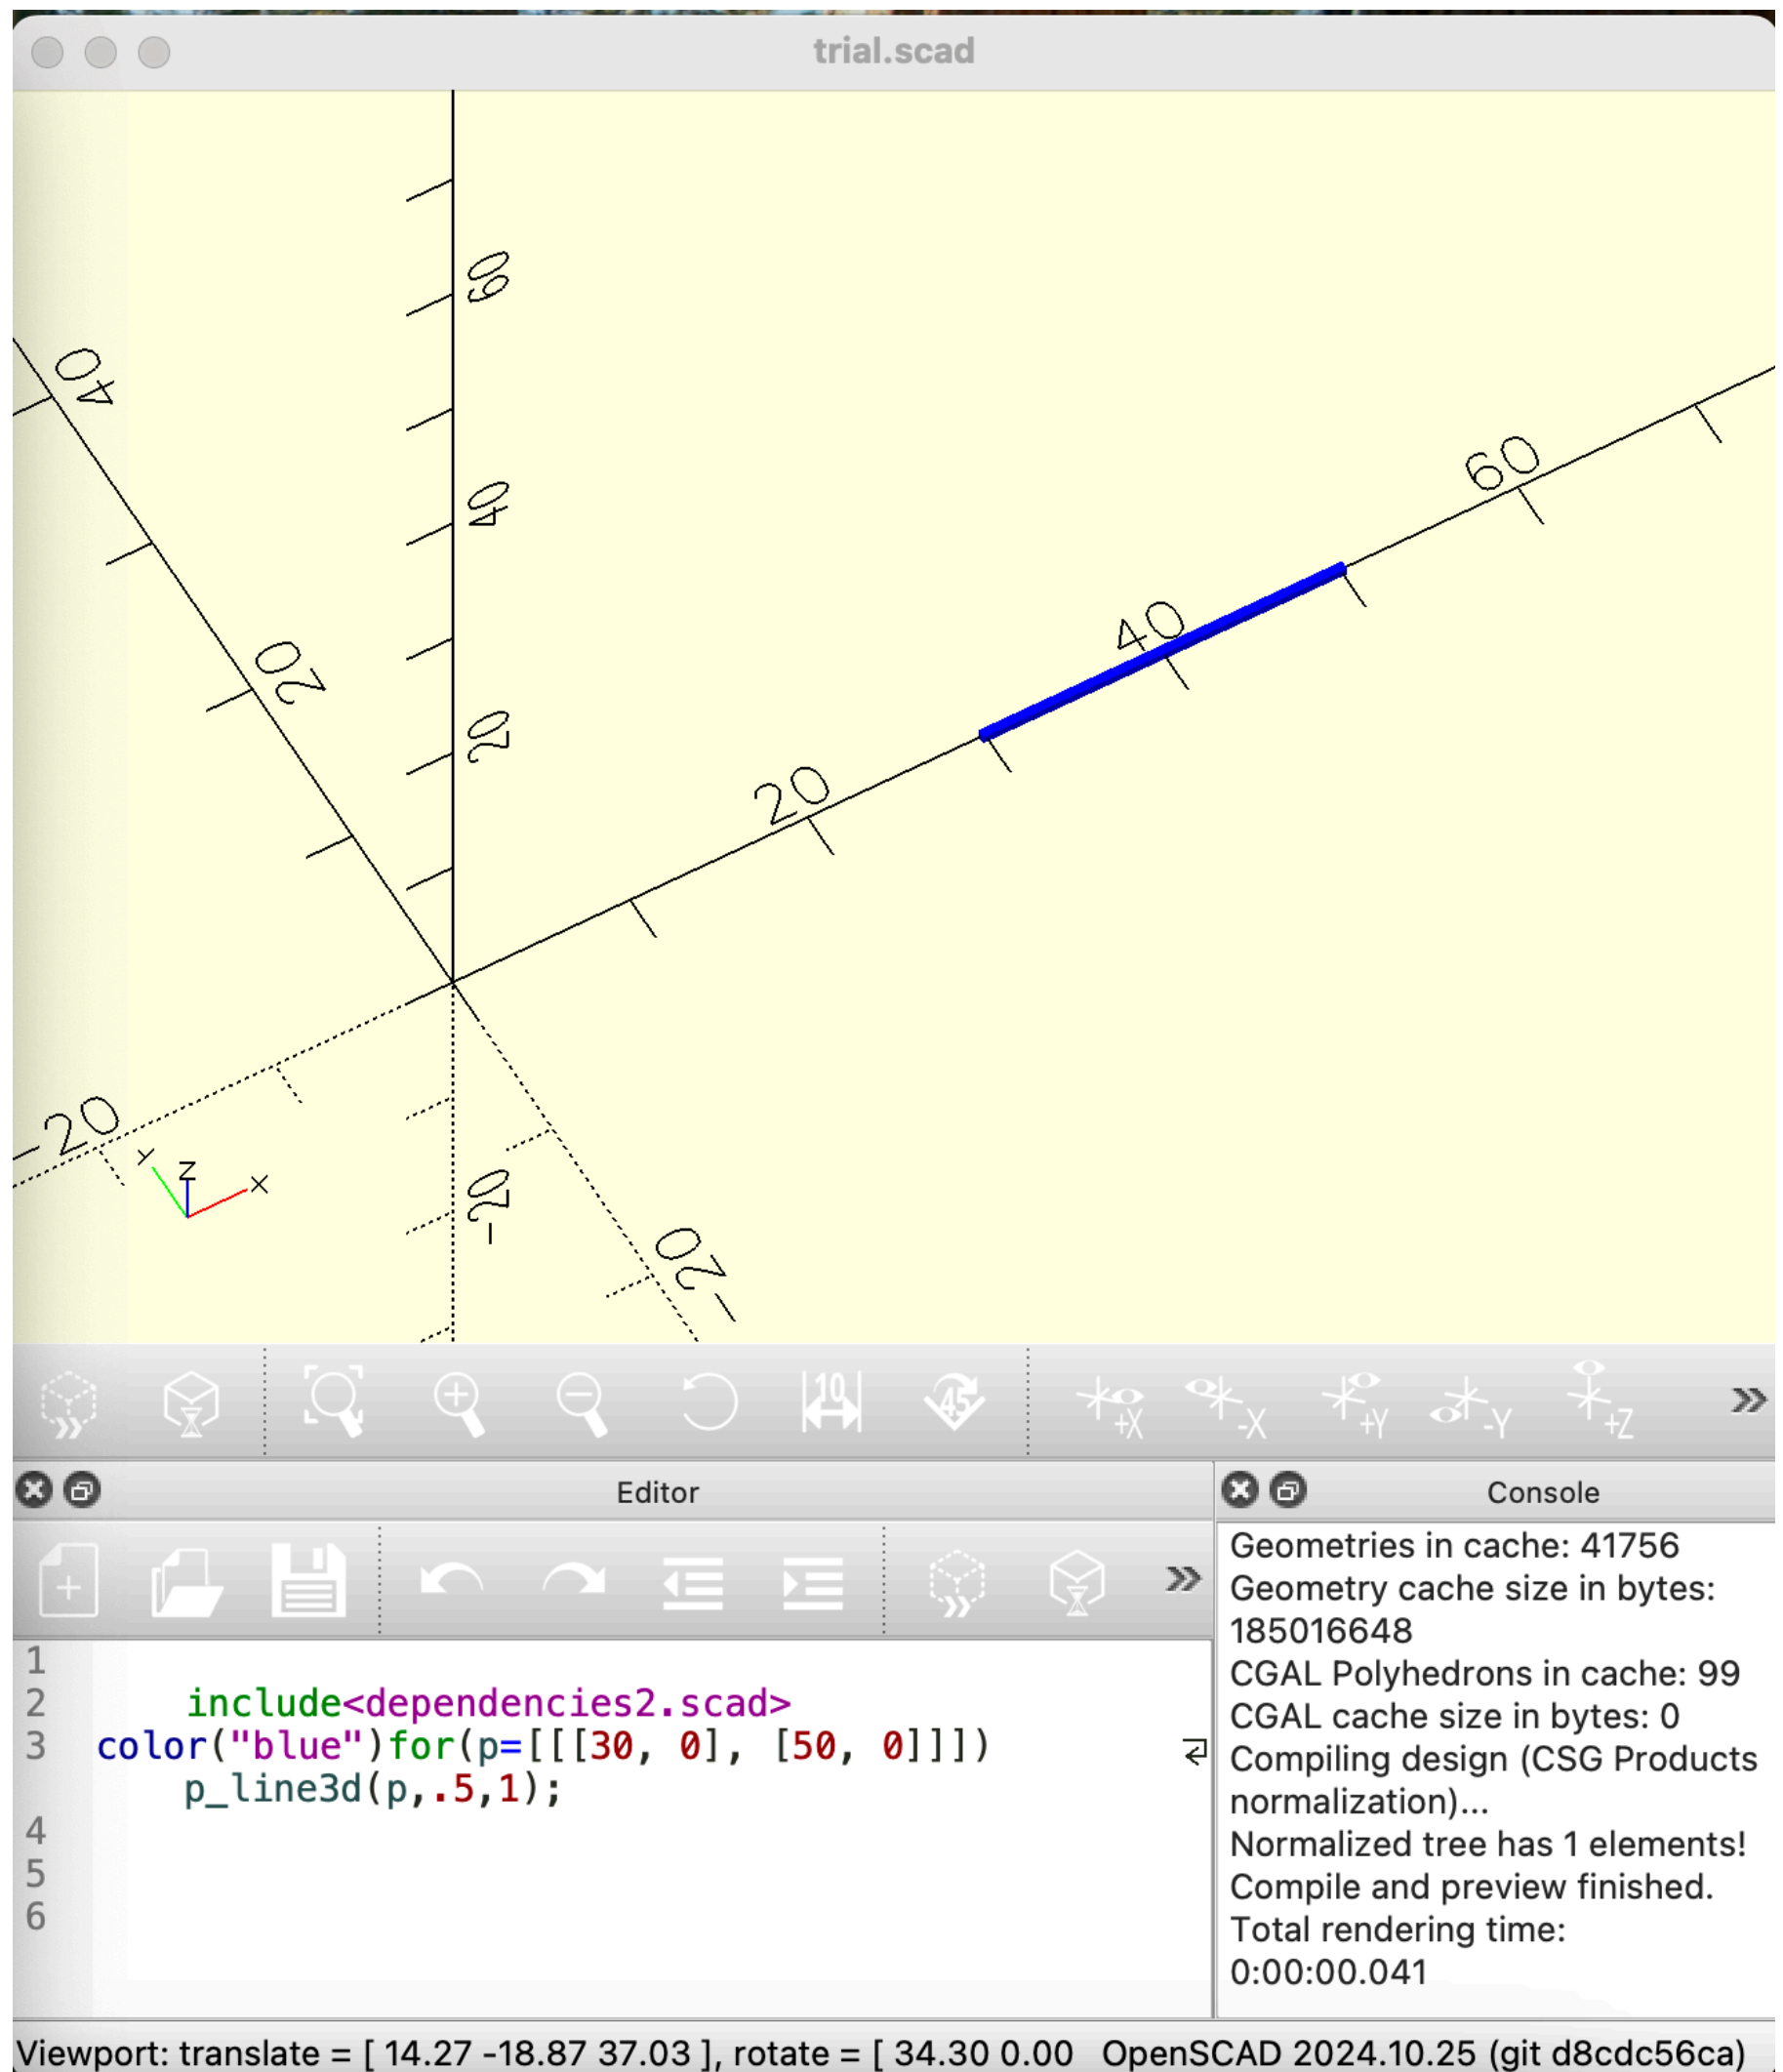 trial.scad
60
40
40
60
20
40
20
20
-20
-20
-20
Y
Z
X
10
45
+X
-X
+Y
-Y
+Z
»
Editor
Console
»
1
2 include<dependencies2.scad>
3 color("blue")for(p=[[[30, 0], [50, 0]]])
p_line3d(p,.5,1);
4
5
6
Geometries in cache: 41756
Geometry cache size in bytes:
185016648
CGAL Polyhedrons in cache: 99
CGAL cache size in bytes: 0
Compiling design (CSG Products
normalization)...
Normalized tree has 1 elements!
Compile and preview finished.
Total rendering time:
0:00:00.041
Viewport: translate = [ 14.27 -18.87 37.03 ], rotate = [ 34.30 0.00 OpenSCAD 2024.10.25 (git d8cdc56ca)